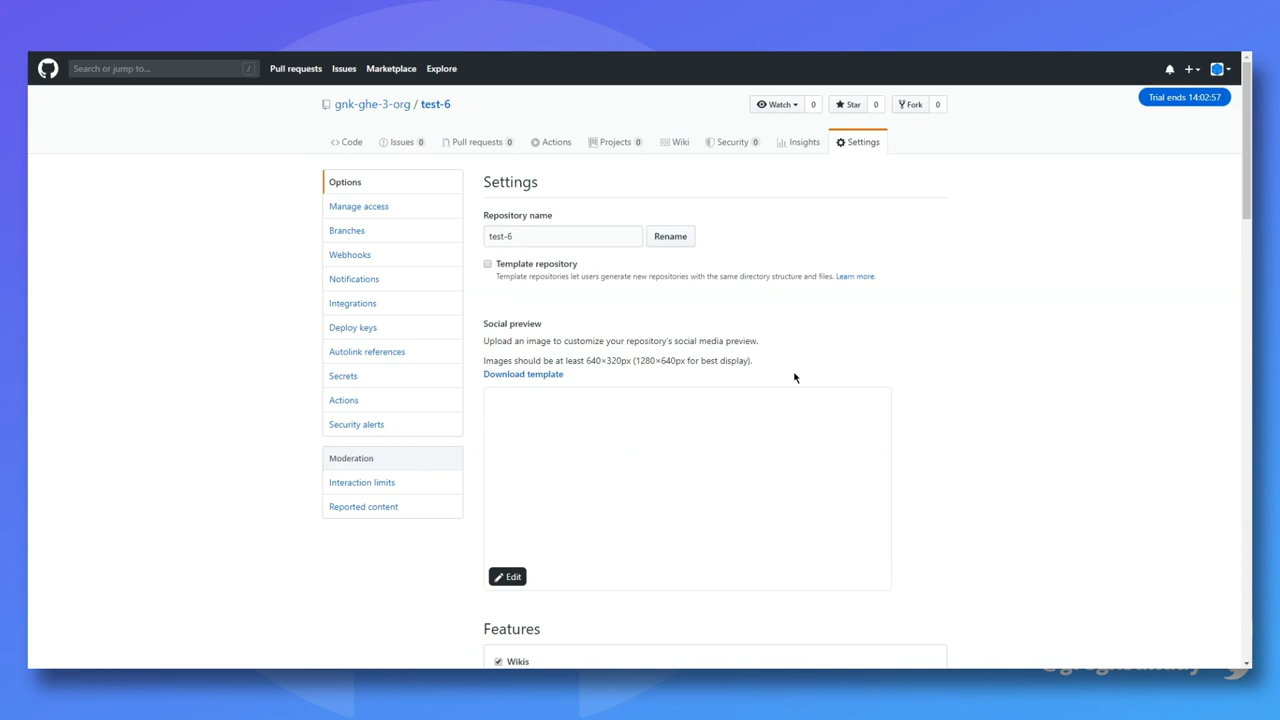 Search or jump to... /
Pull requests Issues Marketplace Explore
Trial ends 14:02:57
gnk-ghe-3-org / test-6
Watch 0 Star 0 Fork 0
Code Issues 0 Pull requests 0 Actions Projects 0 Wiki Security 0 Insights Settings
Options
Manage access
Branches
Webhooks
Notifications
Integrations
Deploy keys
Autolink references
Secrets
Actions
Security alerts
Moderation
Interaction limits
Reported content
Settings
Repository name
test-6 Rename
Template repository
Template repositories let users generate new repositories with the same directory structure and files. Learn more.
Social preview
Upload an image to customize your repository's social media preview.
Images should be at least 640×320px (1280×640px for best display).
Download template
Edit
Features
Wikis